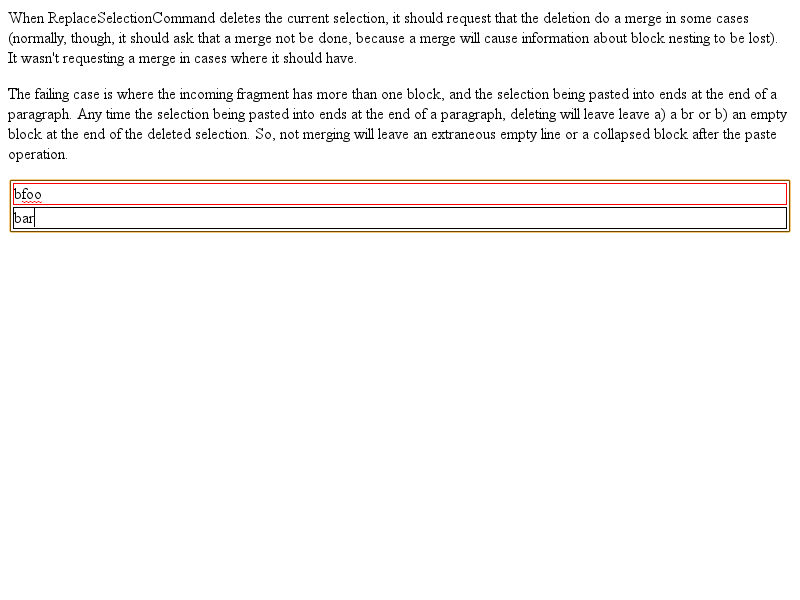 When ReplaceSelectionCommand deletes the current selection, it should request that the deletion do a merge in some cases
(normally, though, it should ask that a merge not be done, because a merge will cause information about block nesting to be lost).
It wasn't requesting a merge in cases where it should have.
The failing case is where the incoming fragment has more than one block, and the selection being pasted into ends at the end of a
paragraph. Any time the selection being pasted into ends at the end of a paragraph, deleting will leave leave a) a br or b) an empty
block at the end of the deleted selection. So, not merging will leave an extraneous empty line or a collapsed block after the paste
operation.
bfoo
bar